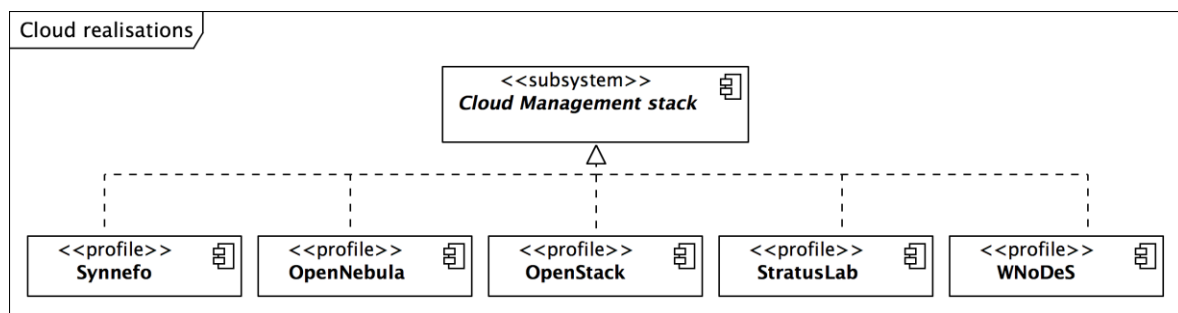 Cloud realisations
<<subsystem>>
Cloud Management stack
<<profile>>
Synnefo
<<profile>>
OpenNebula
<<profile>>
OpenStack
<<profile>>
StratusLab
<<profile>>
WNoDeS